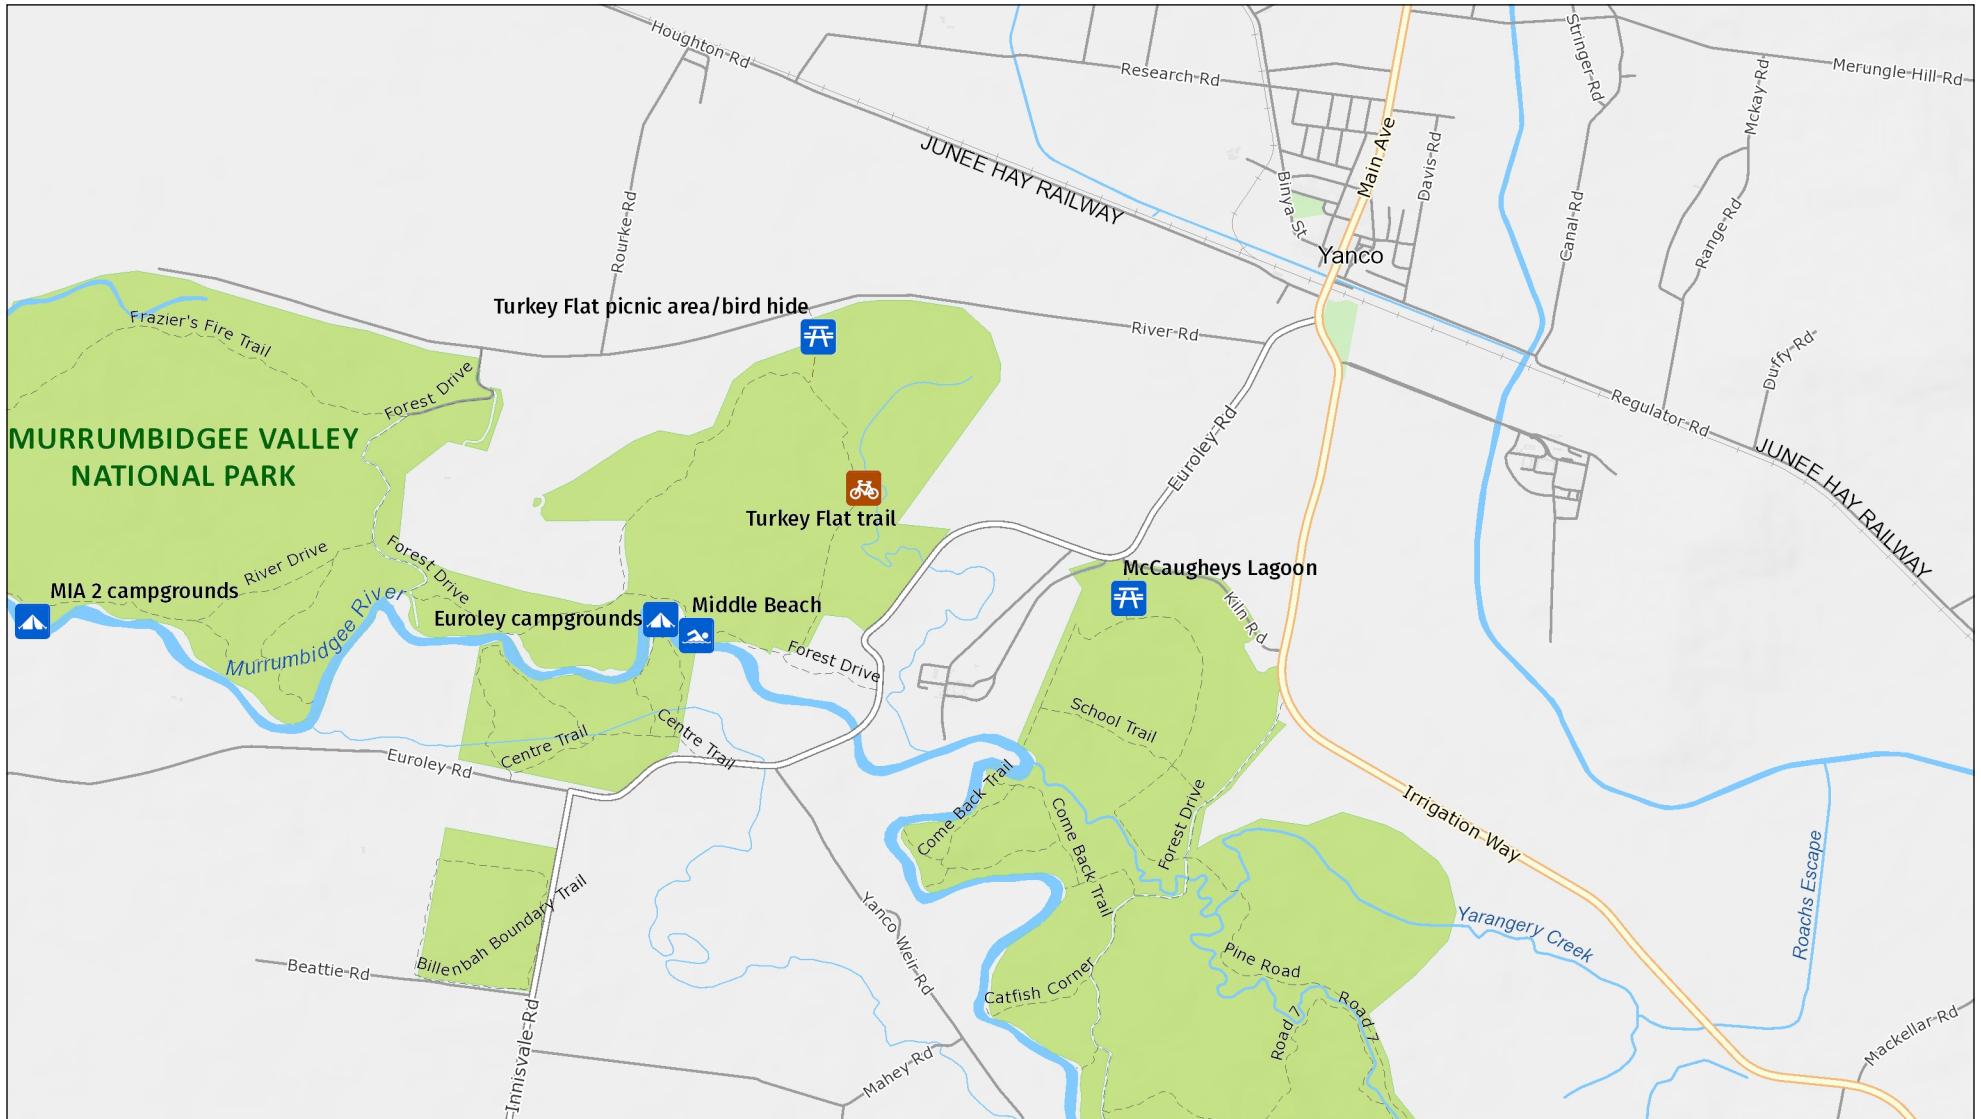 Houghton Rd
Research Rd
Stringer Rd
Mckay Rd
Merungle Hill Rd
JUNEE HAY RAILWAY
Main Ave
Davis Rd
Binya St
Rourke Rd
Canal Rd
Range Rd
Yanco
Turkey Flat picnic area/bird hide
Frazier's Fire Trail
River Rd
Duffy Rd
Forest Drive
Regulator Rd
MURRUMBIDGEE VALLEY
NATIONAL PARK
Euroley Rd
JUNEE HAY RAILWAY
Turkey Flat trail
River Drive
Forest Drive
McCaugheys Lagoon
MIA 2 campgrounds
Murrumbidgee River
Euroley campgrounds
Middle Beach
Kiln Rd
Forest Drive
School Trail
Centre Trail
Centre Trail
Euroley Rd
Come Back Trail
Come Back Trail
Forest Drive
Irrigation Way
Roachs Escape
Billenbah Boundary Trail
Yanco Weir Rd
Yarangery Creek
Beattie Rd
Pine Road
Catfish Corner
Road 7
Road 7
Innisvale Rd
Mahey Rd
Mackellar Rd